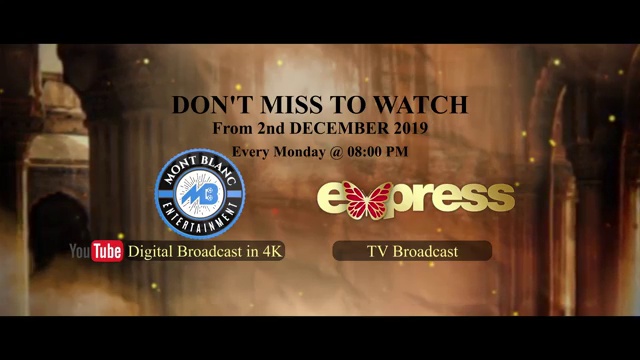 DON'T MISS TO WATCH
From 2nd DECEMBER 2019
Every Monday @ 08:00 PM
MONT BLANC
MB
ENTERTAINMENT
express
YouTube Digital Broadcast in 4K
TV Broadcast